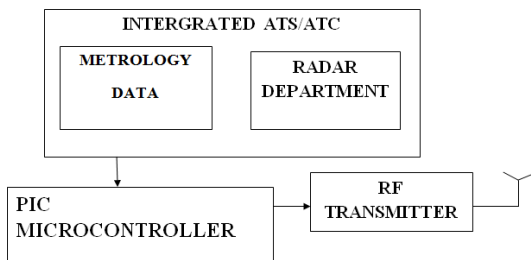 INTERGRATED ATS/ATC
METROLOGY
DATA
RADAR
DEPARTMENT
PIC
MICROCONTROLLER
RF
TRANSMITTER